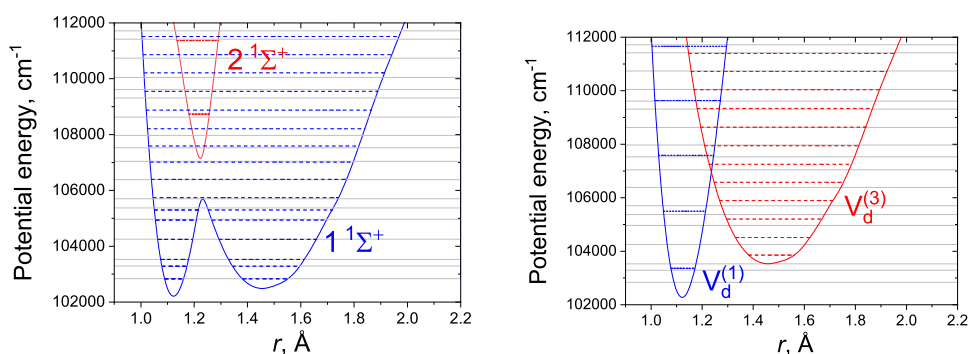 112000
110000
108000
106000
104000
102000
1.0 1.2 1.4 1.6 1.8 2.0 2.2
Potential energy, cm⁻¹
r, Å
2 ¹Σ⁺
1 ¹Σ⁺
112000
110000
108000
106000
104000
102000
1.0 1.2 1.4 1.6 1.8 2.0 2.2
Potential energy, cm⁻¹
r, Å
V_d^(3)
V_d^(1)